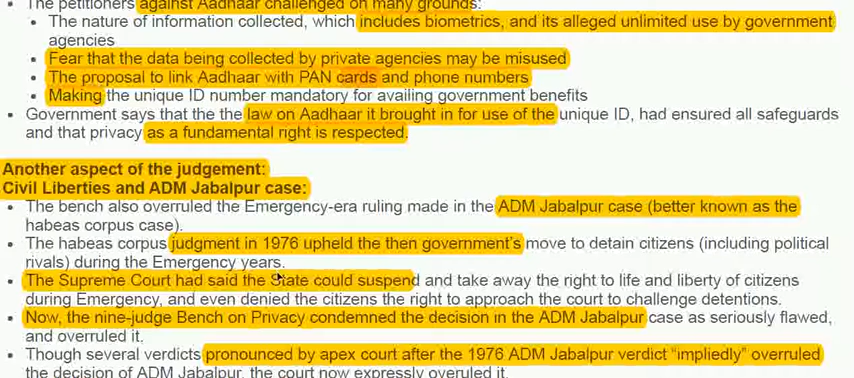 The petitioners against Aadhaar challenged on many grounds:
The nature of information collected, which includes biometrics, and its alleged unlimited use by government
agencies
Fear that the data being collected by private agencies may be misused
The proposal to link Aadhaar with PAN cards and phone numbers
Making the unique ID number mandatory for availing government benefits
Government says that the the law on Aadhaar it brought in for use of the unique ID, had ensured all safeguards
and that privacy as a fundamental right is respected.
Another aspect of the judgement:
Civil Liberties and ADM Jabalpur case:
The bench also overruled the Emergency-era ruling made in the ADM Jabalpur case (better known as the
habeas corpus case).
The habeas corpus judgment in 1976 upheld the then government's move to detain citizens (including political
rivals) during the Emergency years.
The Supreme Court had said the State could suspend and take away the right to life and liberty of citizens
during Emergency, and even denied the citizens the right to approach the court to challenge detentions.
Now, the nine-judge Bench on Privacy condemned the decision in the ADM Jabalpur case as seriously flawed,
and overruled it.
Though several verdicts pronounced by apex court after the 1976 ADM Jabalpur verdict "impliedly" overruled
the decision of ADM Jabalpur, the court now expressly overruled it.